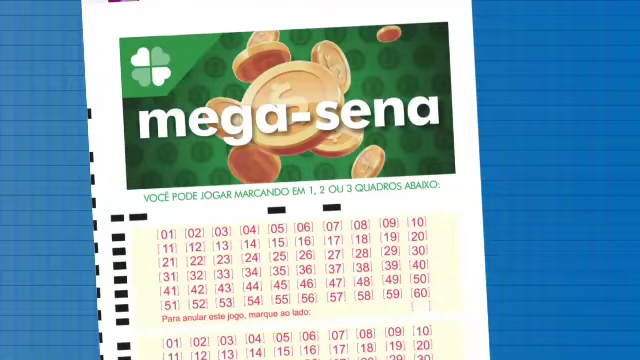 mega-sena
VOCÊ PODE JOGAR MARCANDO EM 1, 2 OU 3 QUADROS ABAIXO:
[01] [02] [03] [04] [05] [06] [07] [08] [09] [10]
[11] [12] [13] [14] [15] [16] [17] [18] [19] [20]
[21] [22] [23] [24] [25] [26] [27] [28] [29] [30]
[31] [32] [33] [34] [35] [36] [37] [38] [39] [40]
[41] [42] [43] [44] [45] [46] [47] [48] [49] [50]
[51] [52] [53] [54] [55] [56] [57] [58] [59] [60]
Para anular este jogo, marque ao lado: [ ]
[01] [02] [03] [04] [05] [06] [07] [08] [09] [10]
[11] [12] [13] [14] [15] [16] [17] [18] [19] [20]
[29] [30]